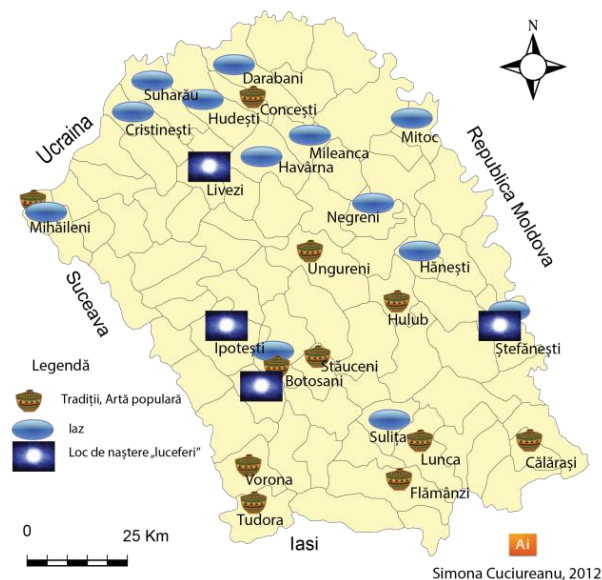 N
Darabani
Suharău
Concești
Hudești
Cristinești
Mitoc
Mileanca
Ucraina
Havârna
Republica Moldova
Livezi
Negreni
Mihăileni
Ungureni
Hănești
Suceava
Hulub
Ipotești
Ștefănești
Stăuceni
Botosani
Legendă
Tradiții, Artă populară
Iaz
Loc de naștere „luceferi”
Sulița
Lunca
Călărași
Vorona
Flămânzi
Tudora
0 25 Km
Iasi
Ai
Simona Cuciureanu, 2012